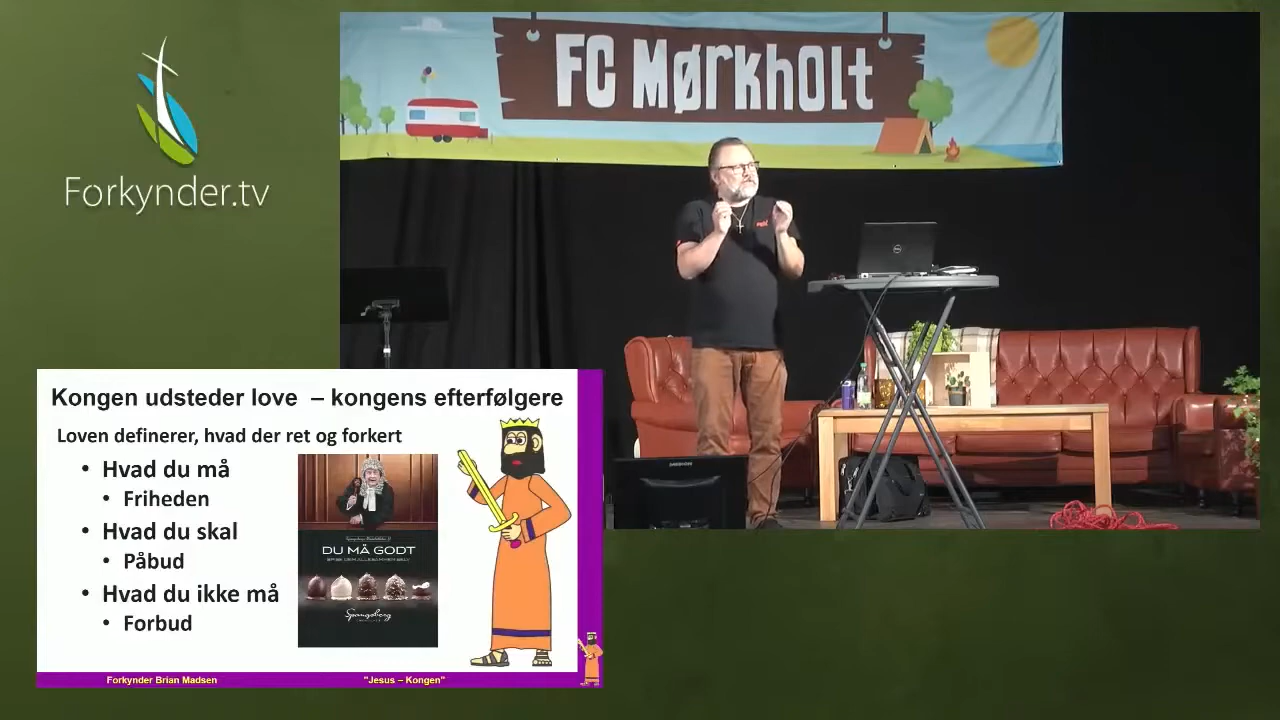 Forkynder.tv
FC Mørkholt
Kongen udsteder love – kongens efterfølgere
Loven definerer, hvad der ret og forkert
• Hvad du må
• Friheden
• Hvad du skal
• Påbud
• Hvad du ikke må
• Forbud
DU MÅ GODT
Spangsberg
Forkynder Brian Madsen
"Jesus – Kongen"